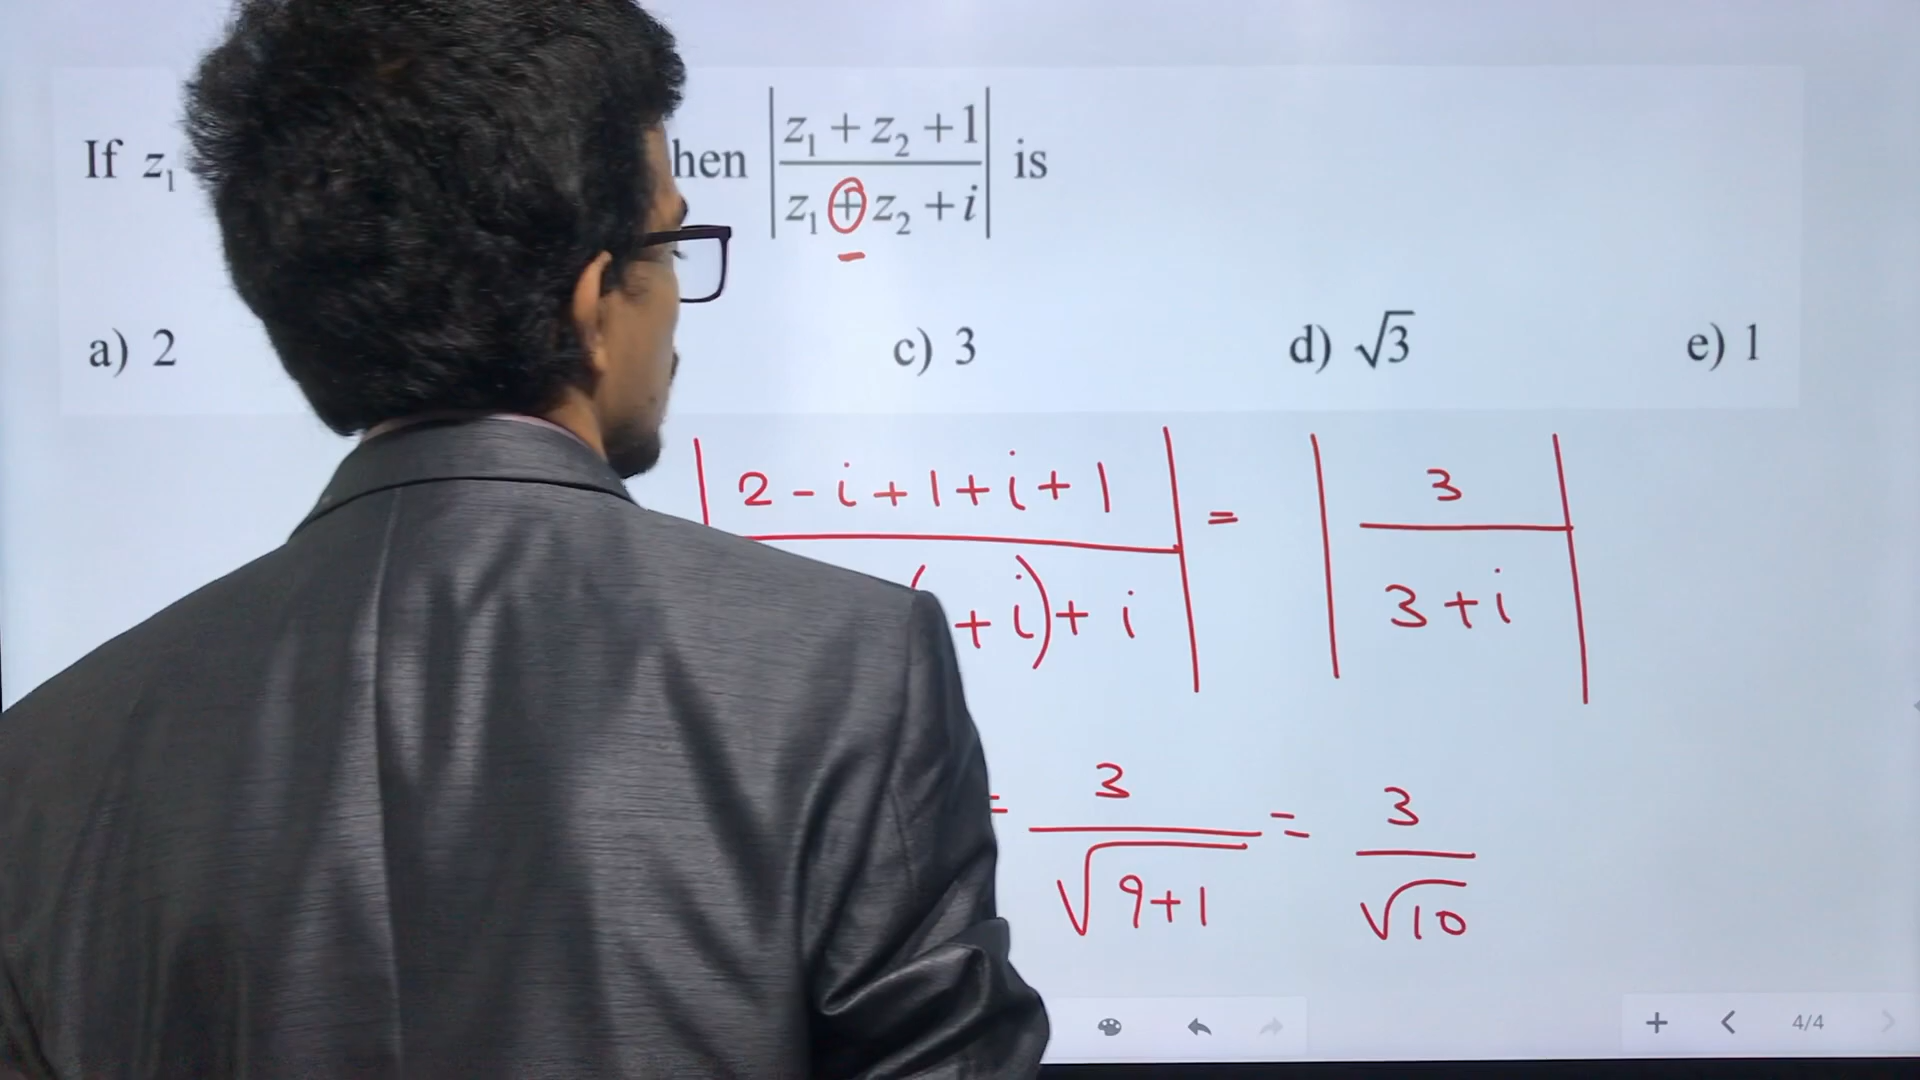 If z₁ hen |z₁ + z₂ + 1 / z₁ + z₂ + i| is
a) 2 c) 3 d) √3 e) 1
| 2 - i + 1 + i + 1 / + i) + i | = | 3 / 3 + i |
= 3 / √9+1 = 3 / √10
4/4